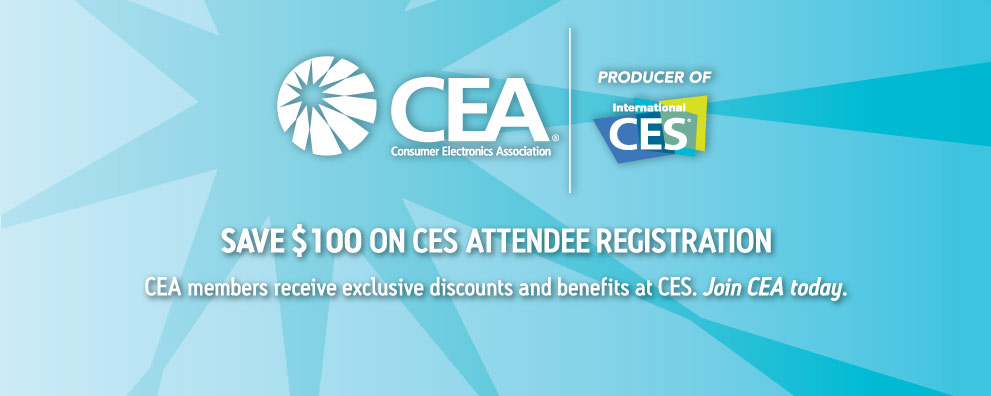 CEA®
Consumer Electronics Association
PRODUCER OF
International
CES®
SAVE $100 ON CES ATTENDEE REGISTRATION
CEA members receive exclusive discounts and benefits at CES. Join CEA today.